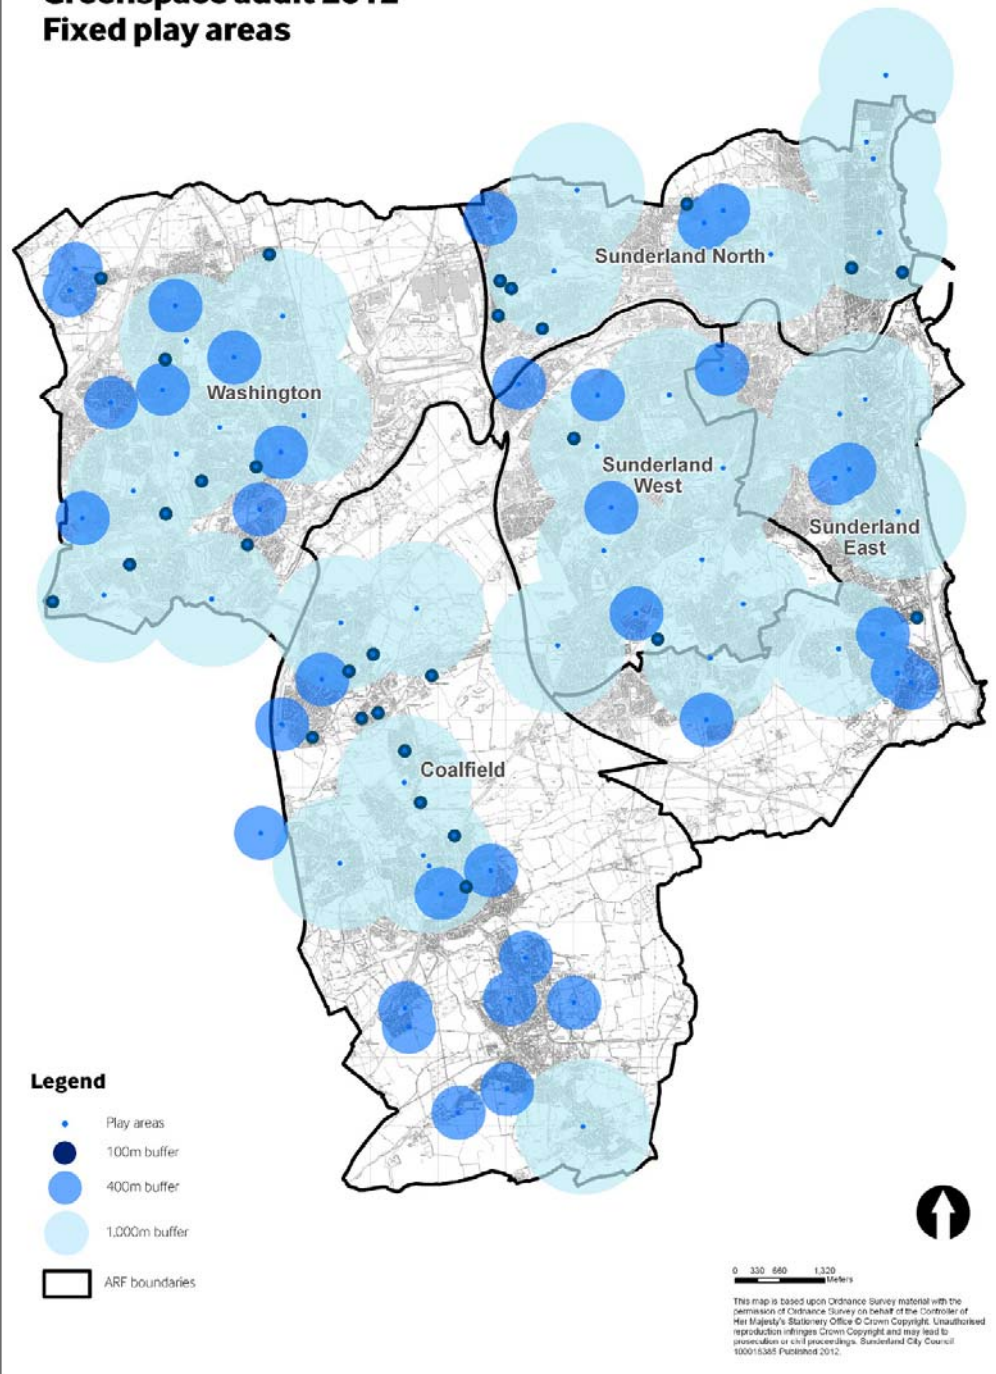 Greenspace audit 2012
Fixed play areas
Sunderland North
Washington
Sunderland
West
Sunderland
East
Coalfield
Legend
Play areas
100m buffer
400m buffer
1,000m buffer
ARF boundaries
0 330 660 1,320
Meters
This map is based upon Ordnance Survey material with the
permission of Ordnance Survey on behalf of the Controller of
Her Majesty's Stationery Office © Crown Copyright. Unauthorised
reproduction infringes Crown Copyright and may lead to
prosecution or civil proceedings. Sunderland City Council
100018385 Published 2012.